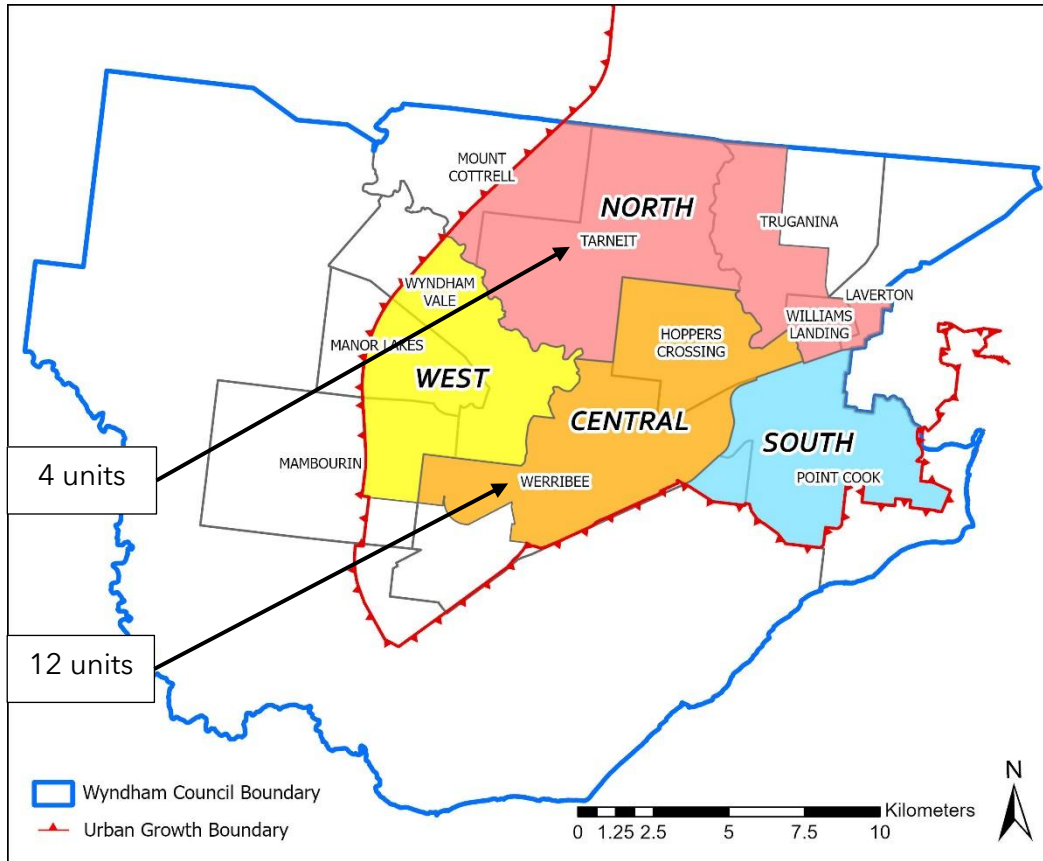 MOUNT
COTTRELL
NORTH
TRUGANINA
TARNEIT
WYNDHAM
VALE
LAVERTON
WILLIAMS
LANDING
HOPPERS
CROSSING
MANOR LAKES
WEST
CENTRAL
SOUTH
4 units
MAMBOURIN
WERRIBEE
POINT COOK
12 units
N
Wyndham Council Boundary
Urban Growth Boundary
Kilometers
0 1.25 2.5 5 7.5 10